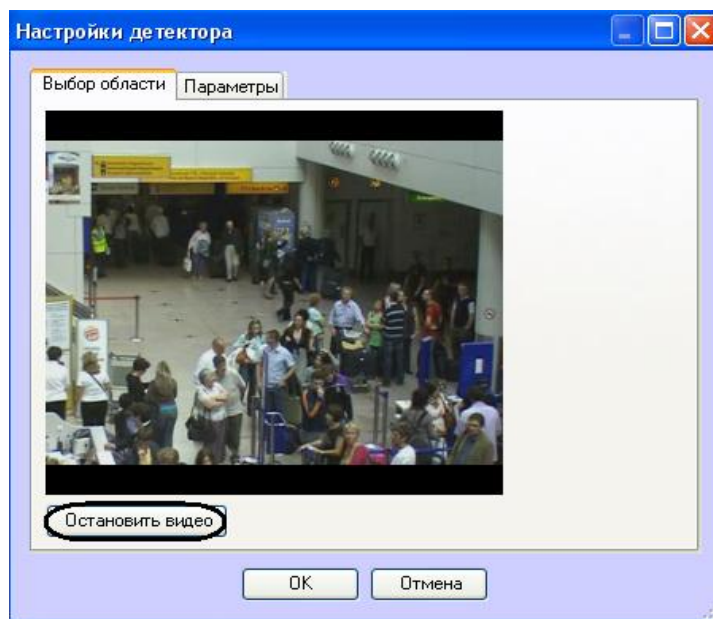 Настройки детектора
Выбор области
Параметры
Остановить видео
OK
Отмена